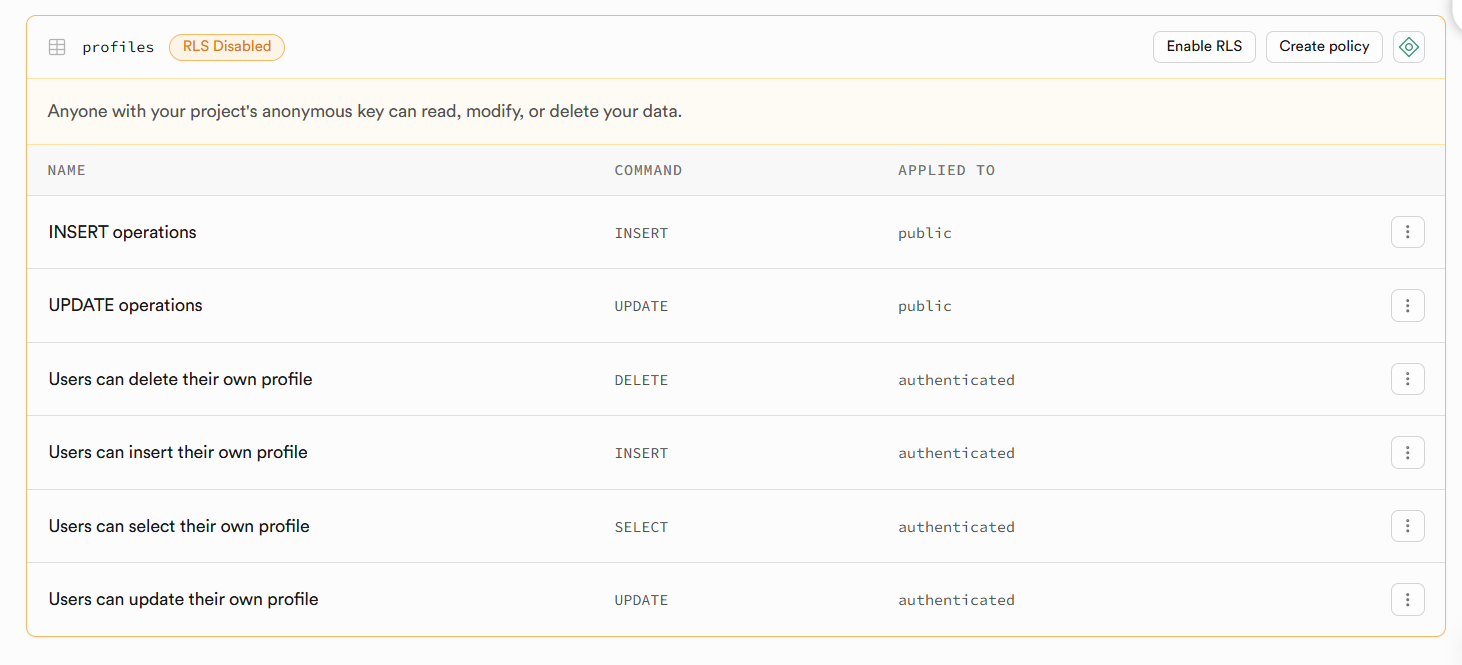 profiles RLS Disabled Enable RLS Create policy
Anyone with your project's anonymous key can read, modify, or delete your data.
NAME COMMAND APPLIED TO
INSERT operations INSERT public
UPDATE operations UPDATE public
Users can delete their own profile DELETE authenticated
Users can insert their own profile INSERT authenticated
Users can select their own profile SELECT authenticated
Users can update their own profile UPDATE authenticated